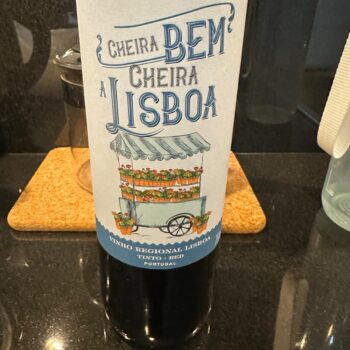 CHEIRA BEM
CHEIRA
A LISBOA
VINHO REGIONAL LISBOA
TINTO - RED
PORTUGAL